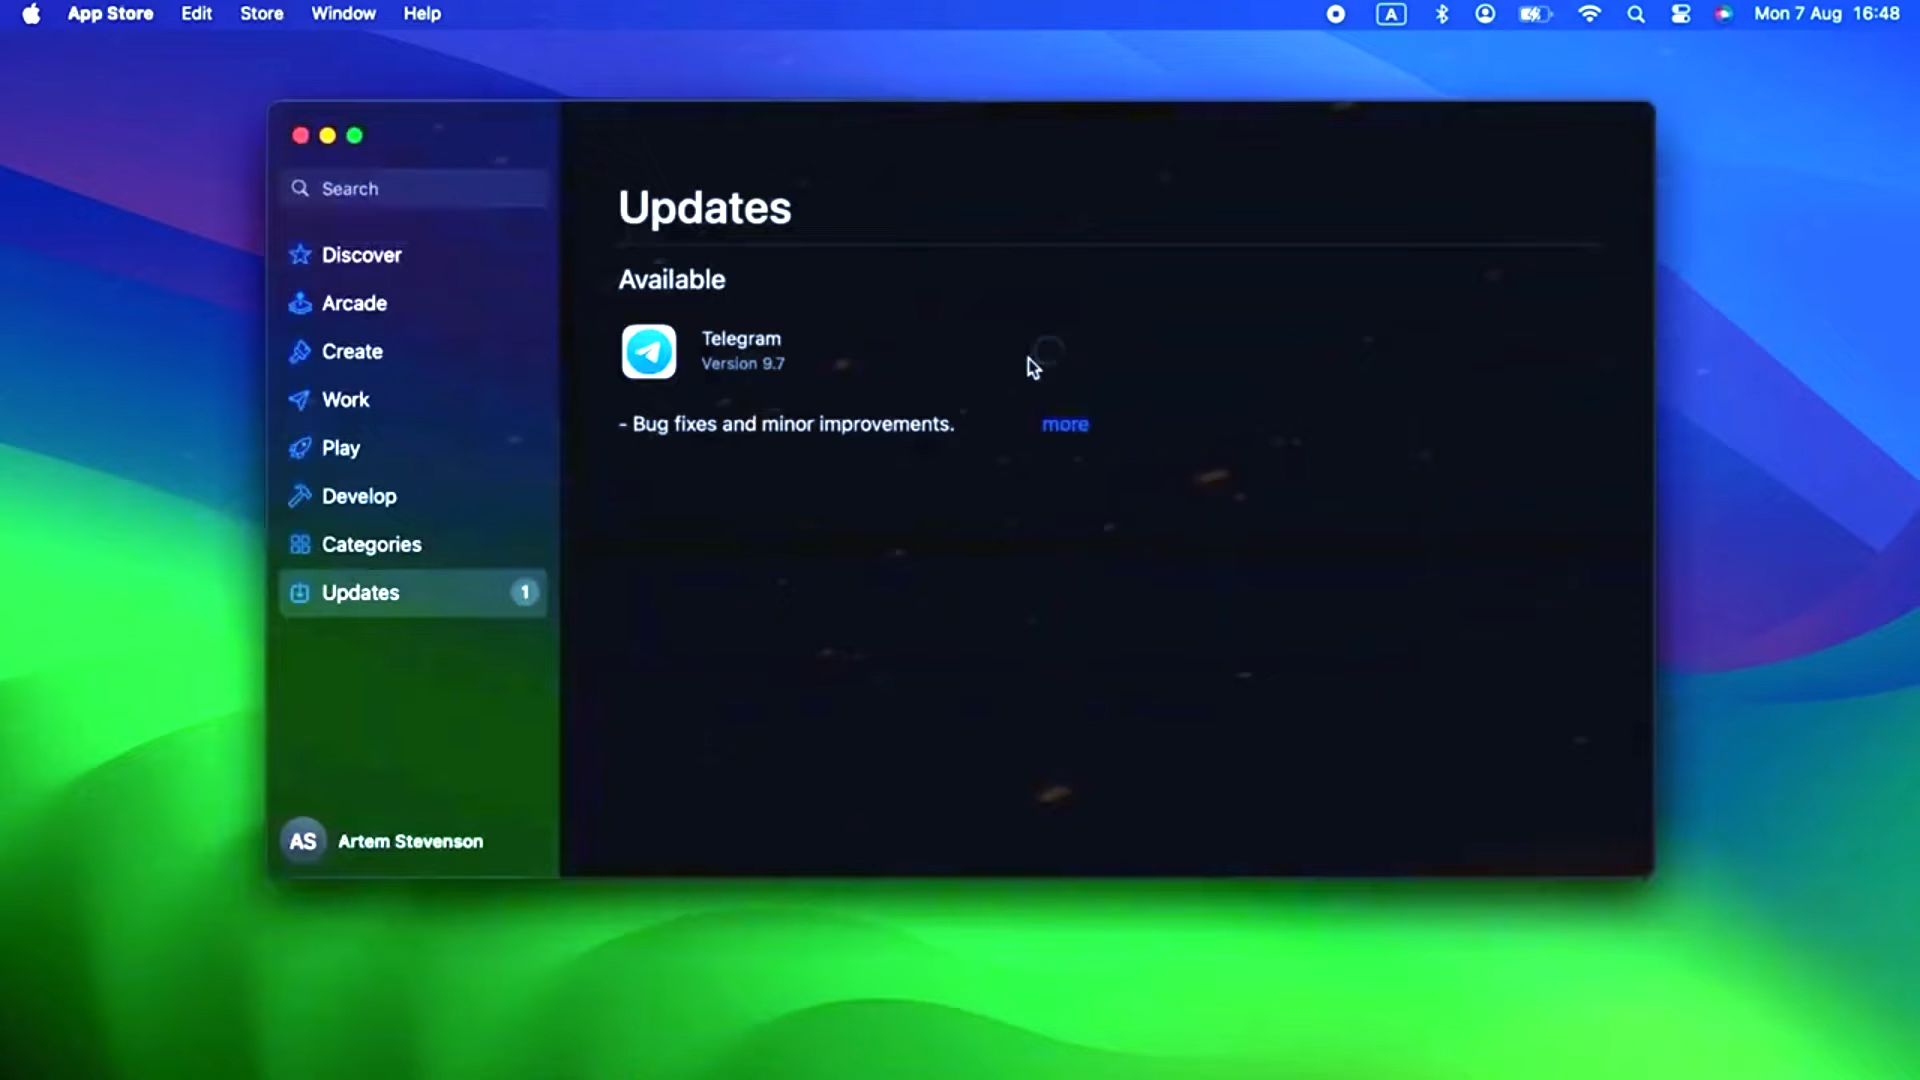 App Store Edit Store Window Help A Mon 7 Aug 16:48
Search
Discover
Arcade
Create
Work
Play
Develop
Categories
Updates 1
AS Artem Stevenson
Updates
Available
Telegram
Version 9.7
- Bug fixes and minor improvements. more